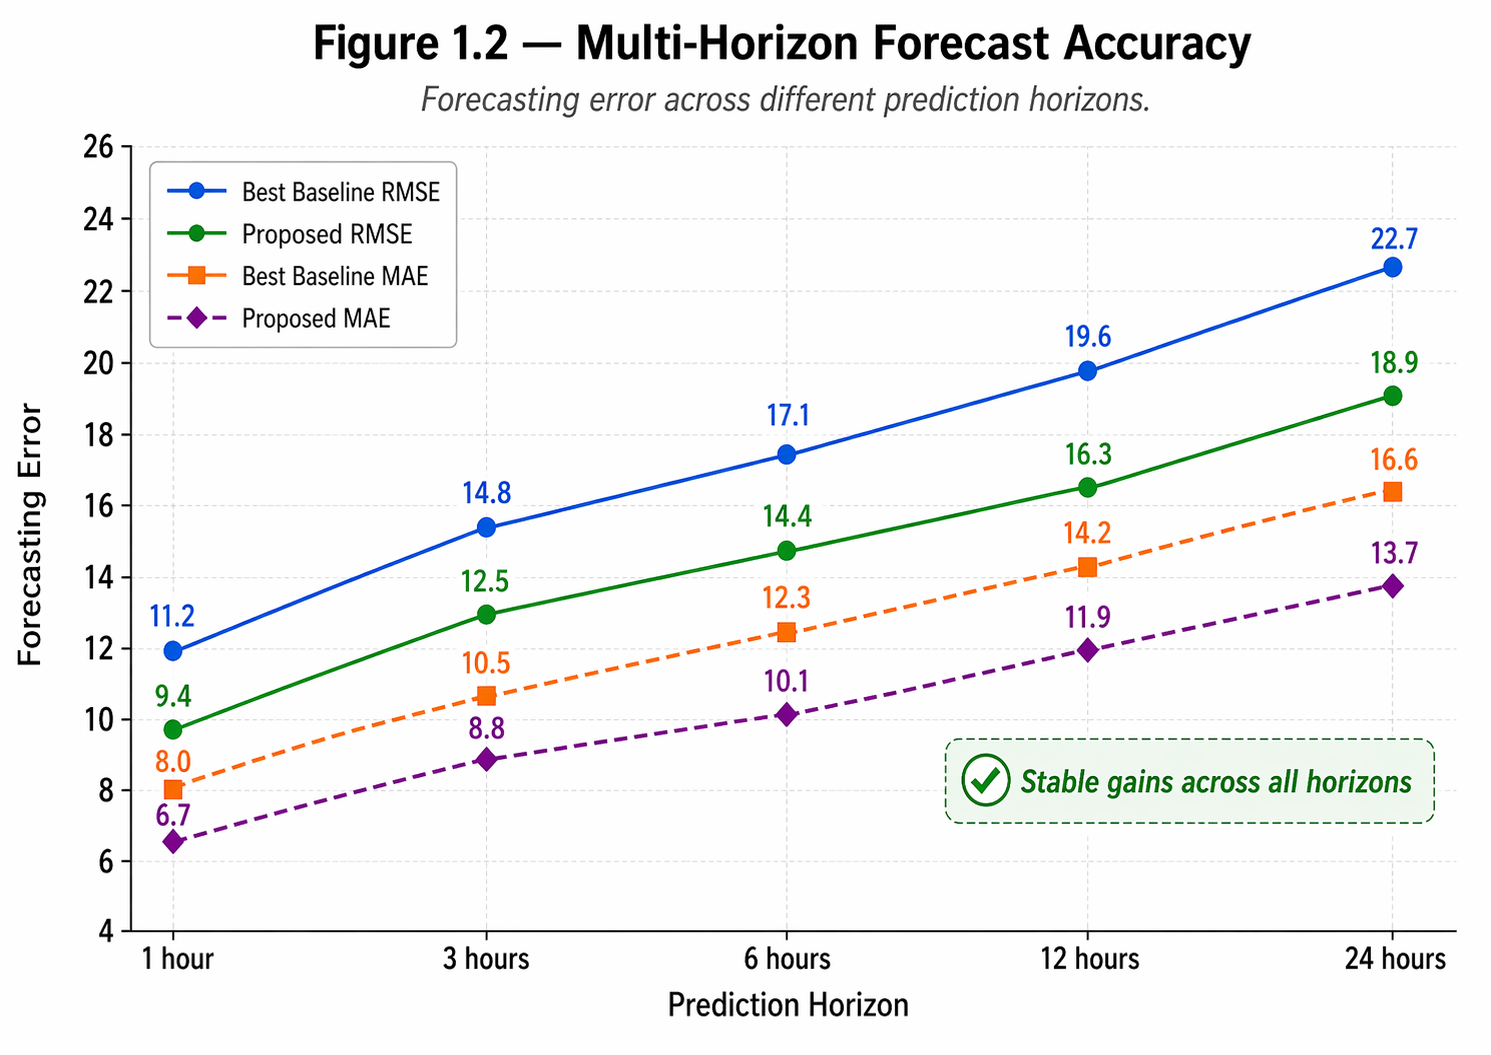 Figure 1.2 — Multi-Horizon Forecast Accuracy
Forecasting error across different prediction horizons.
Best Baseline RMSE
Proposed RMSE
Best Baseline MAE
Proposed MAE
Forecasting Error
26
24
22
20
18
16
14
12
10
8
6
4
11.2
14.8
17.1
19.6
22.7
9.4
12.5
14.4
16.3
18.9
8.0
10.5
12.3
14.2
16.6
6.7
8.8
10.1
11.9
13.7
Stable gains across all horizons
1 hour
3 hours
6 hours
12 hours
24 hours
Prediction Horizon